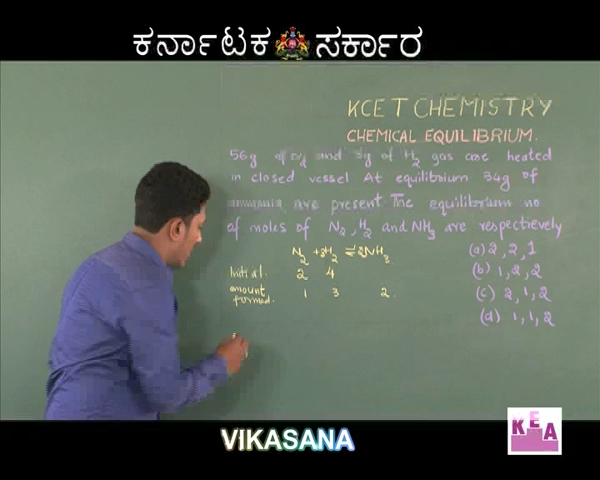 ಕರ್ನಾಟಕ ಸರ್ಕಾರ
KCET CHEMISTRY
CHEMICAL EQUILIBRIUM.
56g of N2 and 8g of H2 gas are heated
in closed vessel At equilibrium 34g of
ammonia are present The equilibrium no
of moles of N2, H2 and NH3 are respectievely
N2 +3H2 ⇌ 2NH3
(a) 2, 2, 1
Initial. 2 4
(b) 1, 2, 2
amount formed. 1 3 2.
(c) 2, 1, 2
(d) 1, 1, 2
KEA
VIKASANA